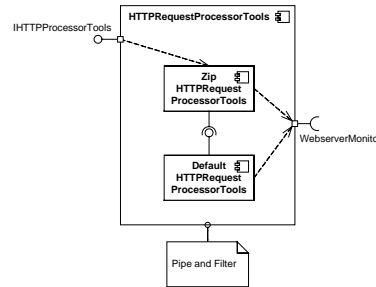 HTTPRequestProcessorTools
IHTTPProcessorTools
Zip
HTTPRequest
ProcessorTools
WebserverMonito
Default
HTTPRequest
ProcessorTools
Pipe and Filter